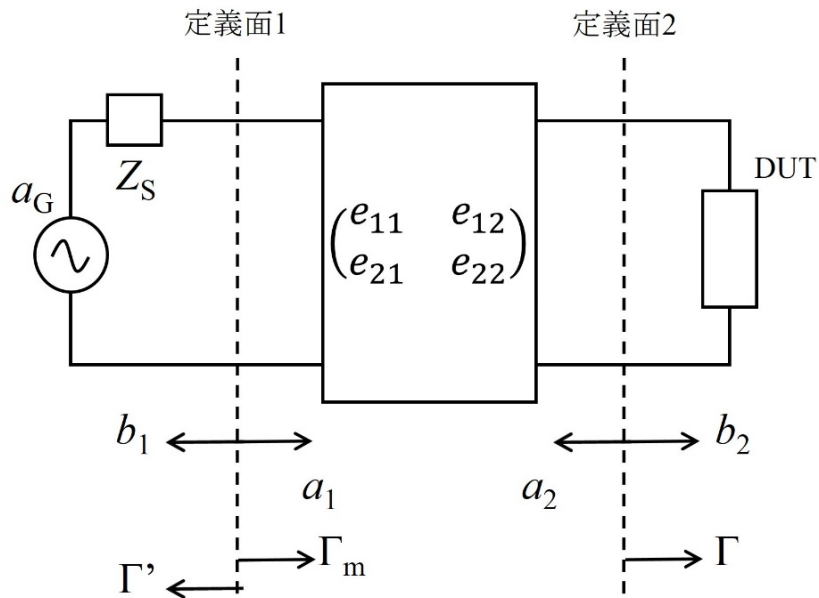 定義面1
定義面2
Z_S
DUT
a_G
(e_11 e_12
e_21 e_22)
b_1
b_2
a_1
a_2
Γ_m
Γ
Γ’